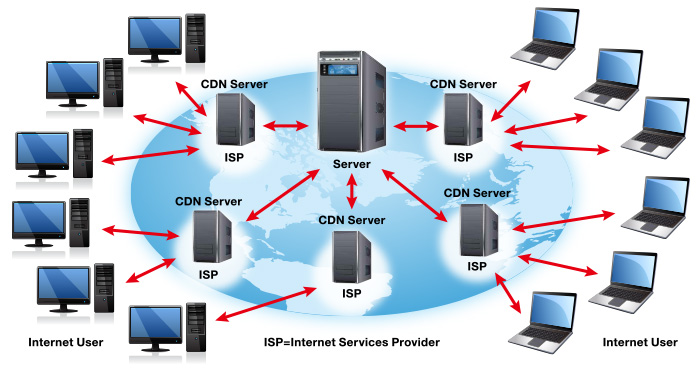 CDN Server
ISP
Server
CDN Server
ISP
CDN Server
ISP
CDN Server
ISP
CDN Server
ISP
Internet User
ISP=Internet Services Provider
Internet User